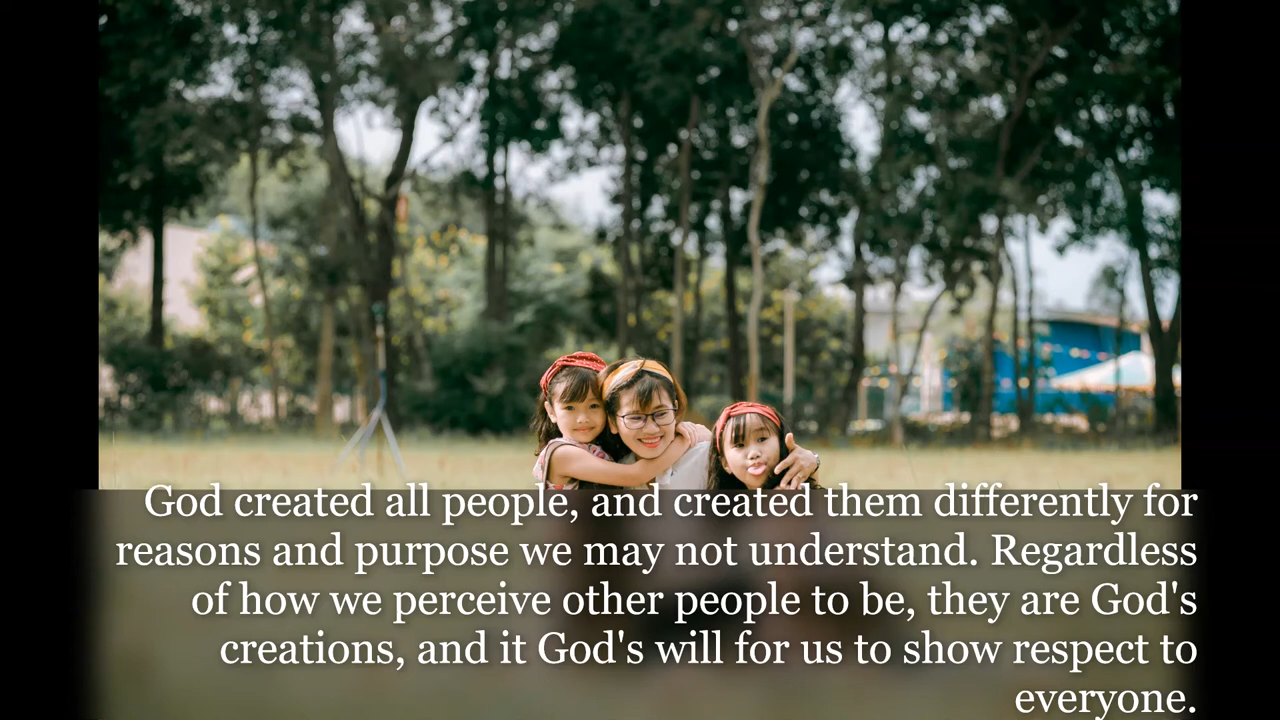 God created all people, and created them differently for
reasons and purpose we may not understand. Regardless
of how we perceive other people to be, they are God's
creations, and it God's will for us to show respect to
everyone.